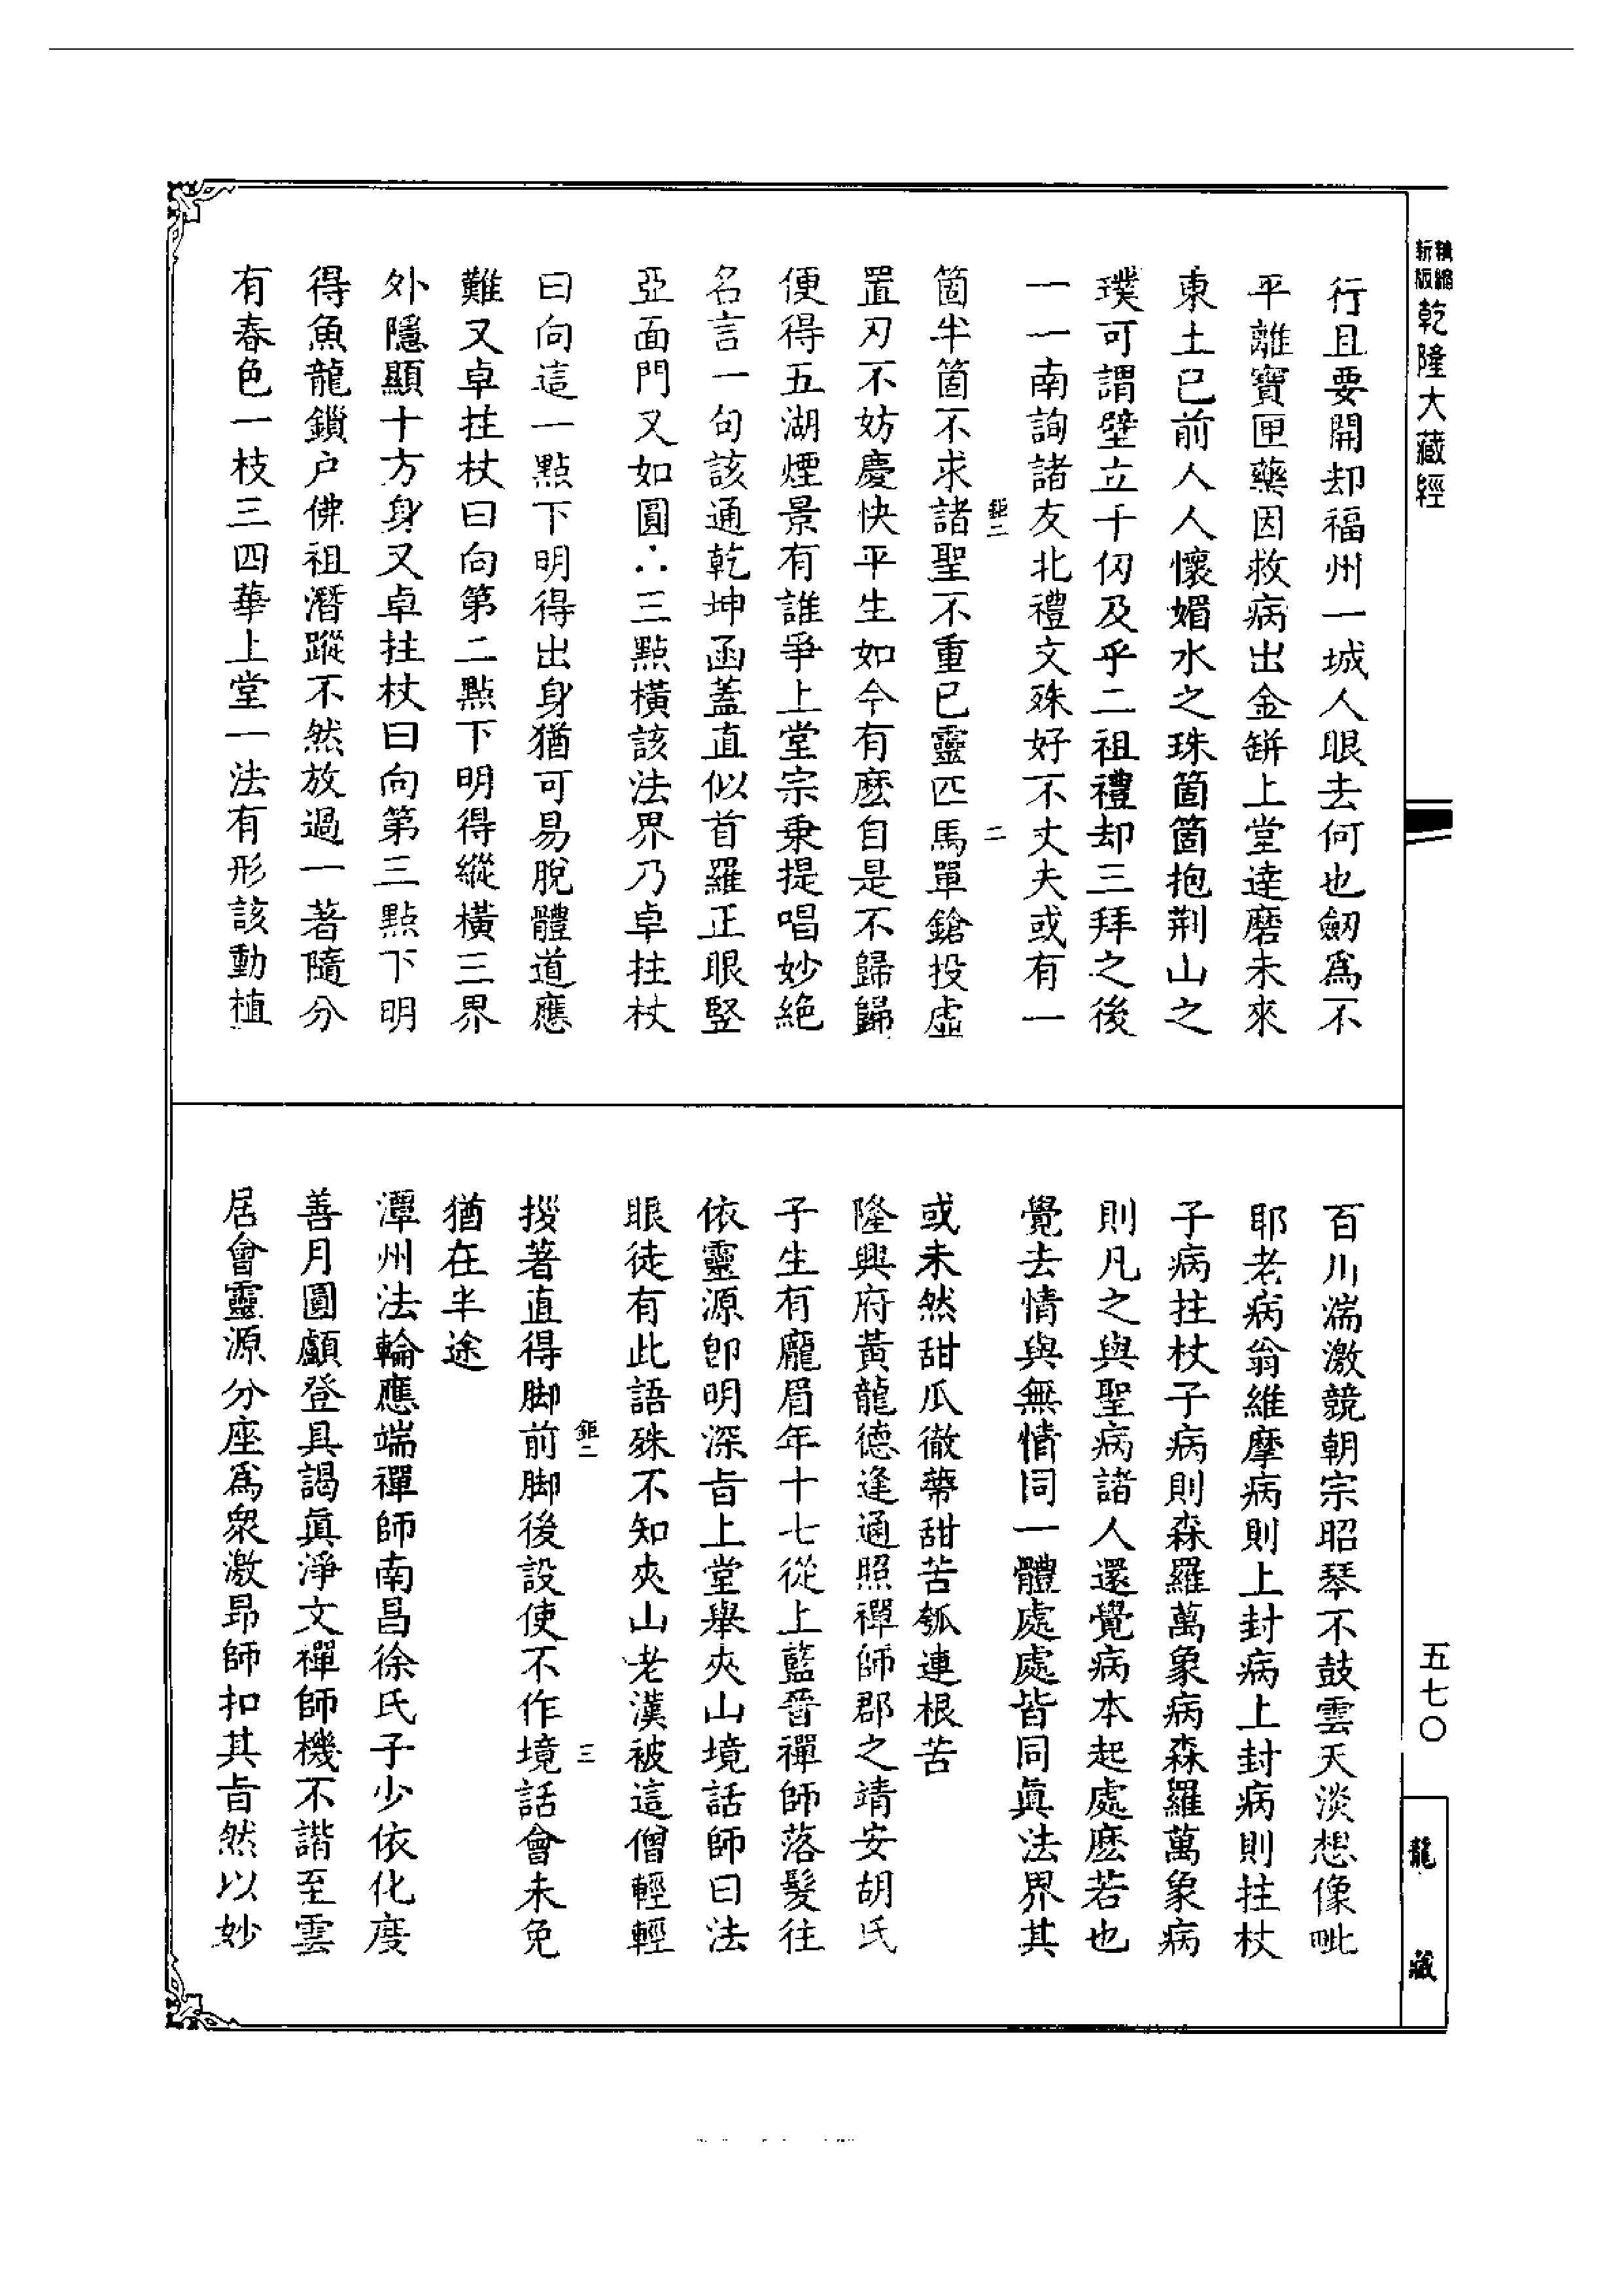 精縮
新版
乾隆大藏經
行且要開却福州一城人眼去何也劒爲不
平離寶匣藥因救病出金缾上堂達磨未來
東土已前人人懷媚水之珠箇箇抱荆山之
璞可謂壁立千仞及乎二祖禮却三拜之後
一一南詢諸友北禮文殊好不丈夫或有一
鉅二
二
箇半箇不求諸聖不重已靈匹馬單鎗投虛
置刃不妨慶快平生如今有麽自是不歸歸
便得五湖煙景有誰爭上堂宗乗提唱妙絶
名言一句該通乾坤函蓋直似首羅正眼竪
亞面門又如圓∴三點橫該法界乃卓拄杖
曰向這一點下明得出身猶可易脫體道應
難又卓拄杖曰向第二點下明得縱橫三界
外隱顯十方身又卓拄杖曰向第三點下明
得魚龍鎖户佛祖潛蹤不然放過一著隨分
有春色一枝三四華上堂一法有形該動植
百川湍激競朝宗昭琴不鼓雲天淡想像毗
耶老病翁維摩病則上封病上封病則拄杖
子病拄杖子病則森羅萬象病森羅萬象病
則凡之與聖病諸人還覺病本起處麽若也
覺去情與無情同一體處處皆同眞法界其
或未然甜瓜徹蔕甜苦瓠連根苦
隆興府黃龍德逢通照禪師郡之靖安胡氏
子生有龐眉年十七從上藍晉禪師落髮往
依靈源卽明深旨上堂舉夾山境話師曰法
眼徒有此語殊不知夾山老漢被這僧輕輕
鉅二
三
拶著直得脚前脚後設使不作境話會未免
猶在半途
潭州法輪應端禪師南昌徐氏子少依化度
善月圓顱登具謁眞淨文禪師機不諧至雲
居會靈源分座爲衆激昂師扣其旨然以妙
五七〇
龍藏